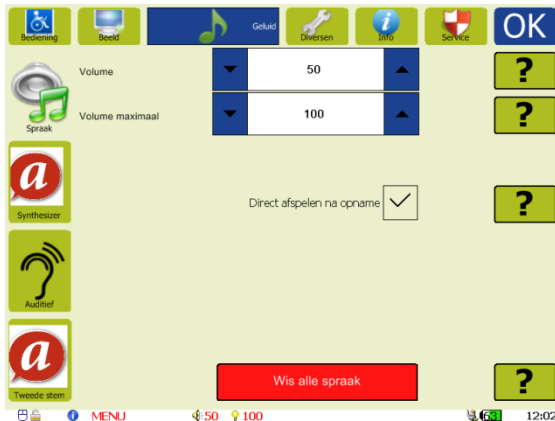 Bediening Beeld Geluid Diversen Info Service OK
Volume 50 ?
Volume maximaal 100 ?
Spraak
a
Synthesizer
Direct afspelen na opname ?
Auditief
a
Tweede stem
Wis alle spraak ?
MENU 50 100 63 12:02